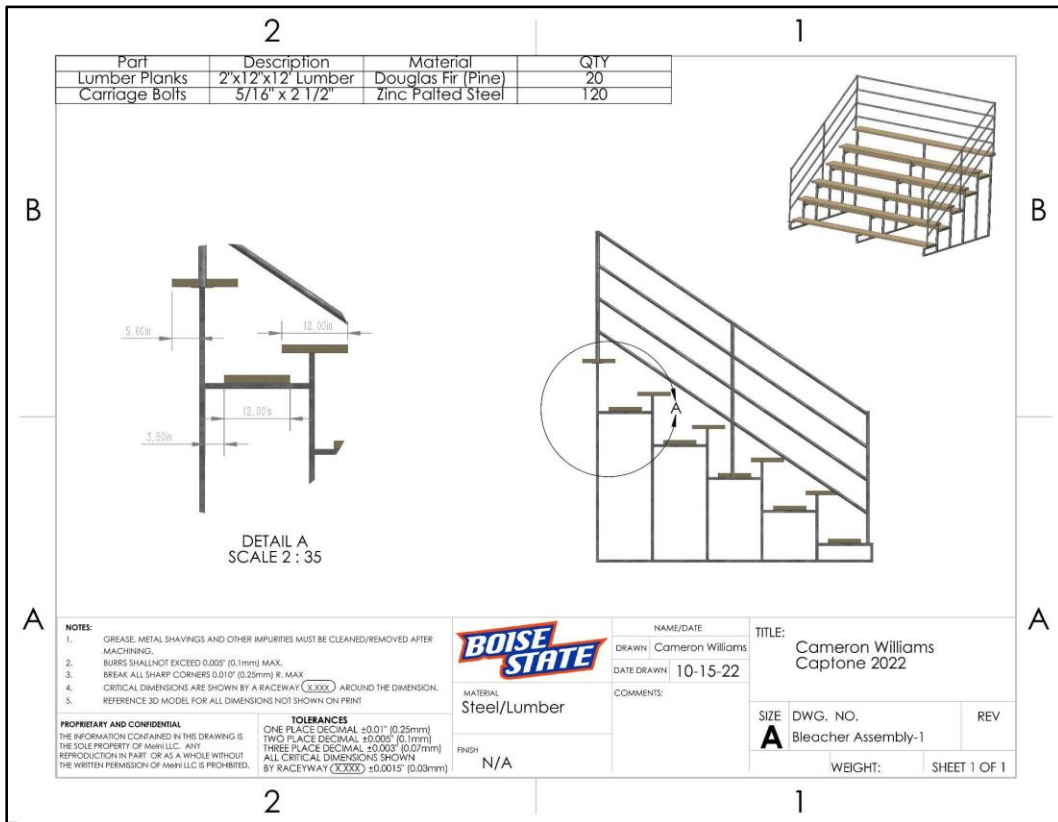 2
1
Part Description Material QTY
Lumber Planks 2"x12"x12' Lumber Douglas Fir (Pine) 20
Carriage Bolts 5/16" x 2 1/2" Zinc Palted Steel 120
B
B
5.00in
12.00in
12.00in
3.50in
A
DETAIL A
SCALE 2 : 35
A
A
NOTES:
1. GREASE, METAL SHAVINGS AND OTHER IMPURITIES MUST BE CLEANED/REMOVED AFTER
MACHINING.
2. BURRS SHALLNOT EXCEED 0.005" (0.1mm) MAX.
3. BREAK ALL SHARP CORNERS 0.010" (0.25mm) R. MAX
4. CRITICAL DIMENSIONS ARE SHOWN BY A RACEWAY X.XXX AROUND THE DIMENSION.
5. REFERENCE 3D MODEL FOR ALL DIMENSIONS NOT SHOWN ON PRINT
PROPRIETARY AND CONFIDENTIAL
THE INFORMATION CONTAINED IN THIS DRAWING IS
THE SOLE PROPERTY OF Meini LLC. ANY
REPRODUCTION IN PART OR AS A WHOLE WITHOUT
THE WRITTEN PERMISSION OF Meini LLC IS PROHIBITED.
TOLERANCES
ONE PLACE DECIMAL ±0.01" (0.25mm)
TWO PLACE DECIMAL ±0.005" (0.1mm)
THREE PLACE DECIMAL ±0.003" (0.07mm)
ALL CRITICAL DIMENSIONS SHOWN
BY RACEYWAY X.XXX ±0.0015" (0.03mm)
BOISE
STATE
MATERIAL
Steel/Lumber
FINISH
N/A
NAME/DATE
DRAWN Cameron Williams
DATE DRAWN 10-15-22
COMMENTS:
TITLE:
Cameron Williams
Captone 2022
SIZE DWG. NO. REV
A Bleacher Assembly-1
WEIGHT: SHEET 1 OF 1
2
1